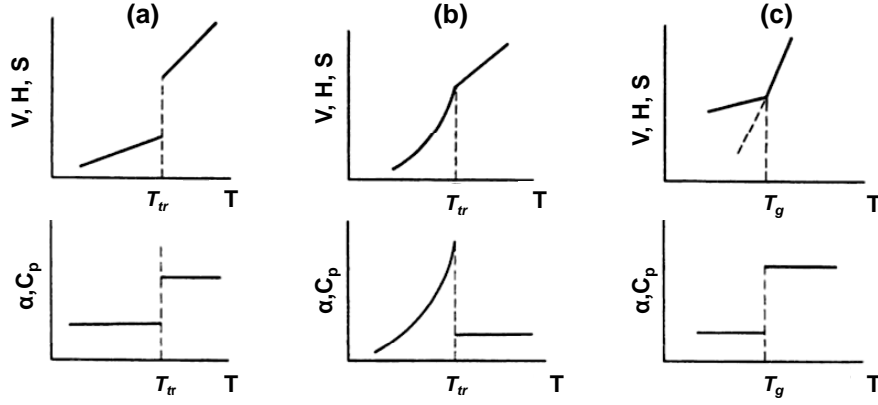 (a)
V, H, S
T_tr
T
(b)
V, H, S
T_tr
T
(c)
V, H, S
T_g
T
α,C_p
T_tr
T
α,C_p
T_tr
T
α,C_p
T_g
T